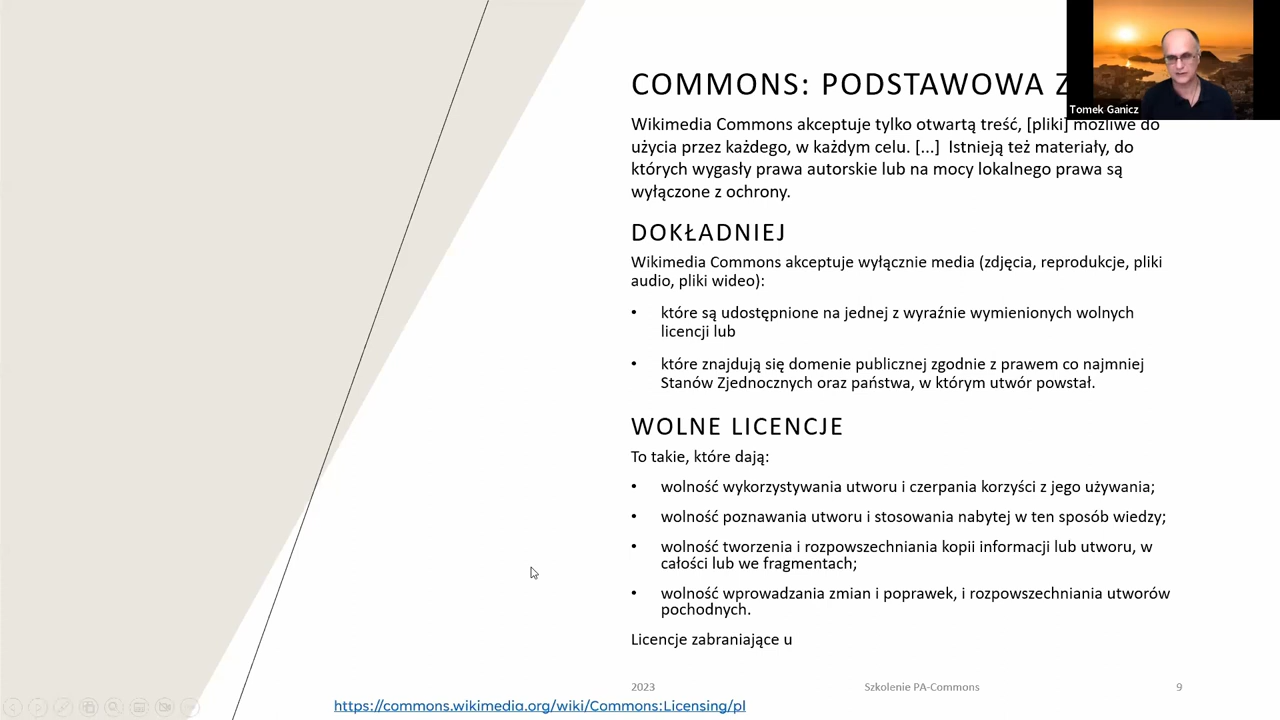 COMMONS: PODSTAWOWA Z
Tomek Ganicz
Wikimedia Commons akceptuje tylko otwartą treść, [pliki] możliwe do
użycia przez każdego, w każdym celu. [...] Istnieją też materiały, do
których wygasły prawa autorskie lub na mocy lokalnego prawa są
wyłączone z ochrony.
DOKŁADNIEJ
Wikimedia Commons akceptuje wyłącznie media (zdjęcia, reprodukcje, pliki
audio, pliki wideo):
• które są udostępnione na jednej z wyraźnie wymienionych wolnych
licencji lub
• które znajdują się domenie publicznej zgodnie z prawem co najmniej
Stanów Zjednocznych oraz państwa, w którym utwór powstał.
WOLNE LICENCJE
To takie, które dają:
• wolność wykorzystywania utworu i czerpania korzyści z jego używania;
• wolność poznawania utworu i stosowania nabytej w ten sposób wiedzy;
• wolność tworzenia i rozpowszechniania kopii informacji lub utworu, w
całości lub we fragmentach;
• wolność wprowadzania zmian i poprawek, i rozpowszechniania utworów
pochodnych.
Licencje zabraniające u
2023 Szkolenie PA-Commons 9
https://commons.wikimedia.org/wiki/Commons:Licensing/pl